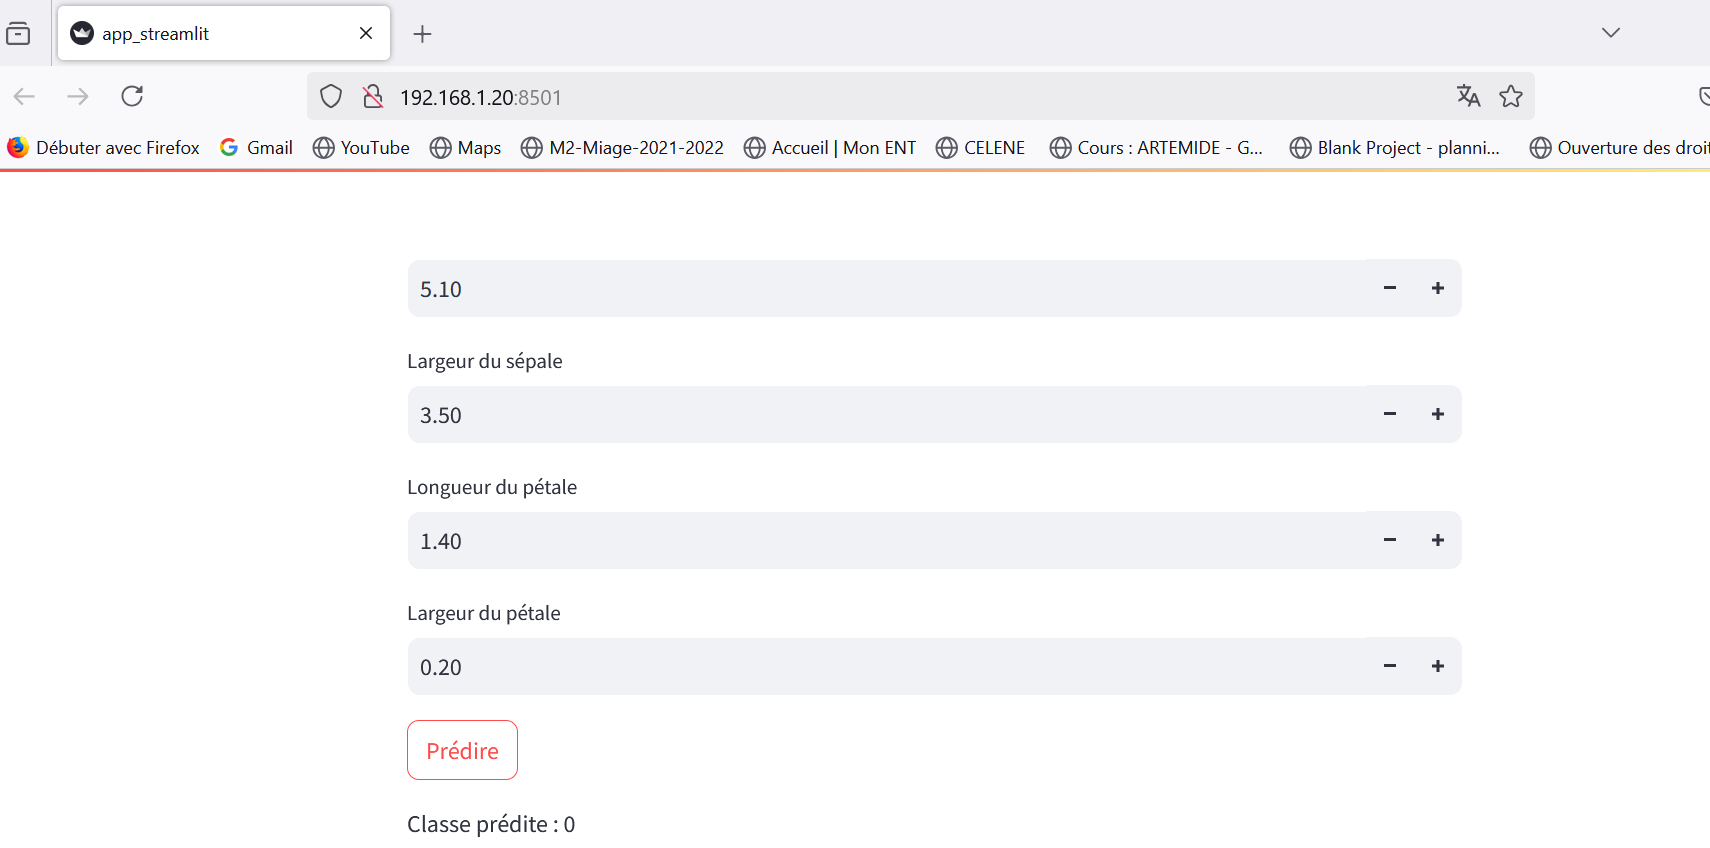 app_streamlit
192.168.1.20:8501
Débuter avec Firefox Gmail YouTube Maps M2-Miage-2021-2022 Accueil | Mon ENT CELENE Cours : ARTEMIDE - G... Blank Project - planni... Ouverture des droit
5.10
Largeur du sépale
3.50
Longueur du pétale
1.40
Largeur du pétale
0.20
Prédire
Classe prédite : 0